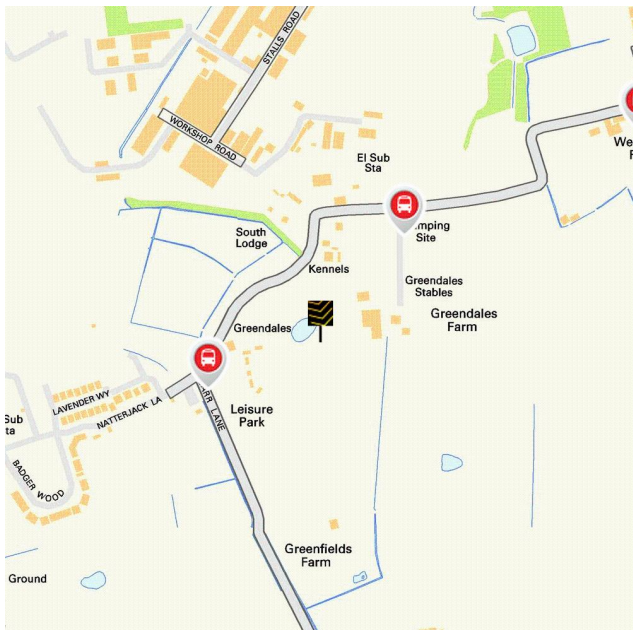 STALLS ROAD
WORKSHOP ROAD
El Sub
Sta
We
F
mping
Site
South
Lodge
Kennels
Greendales
Stables
Greendales
Farm
Greendales
LAVENDER WY
NATTERJACK LA
Sub
ta
ARR LANE
Leisure
Park
BADGER WOOD
Greenfields
Farm
Ground